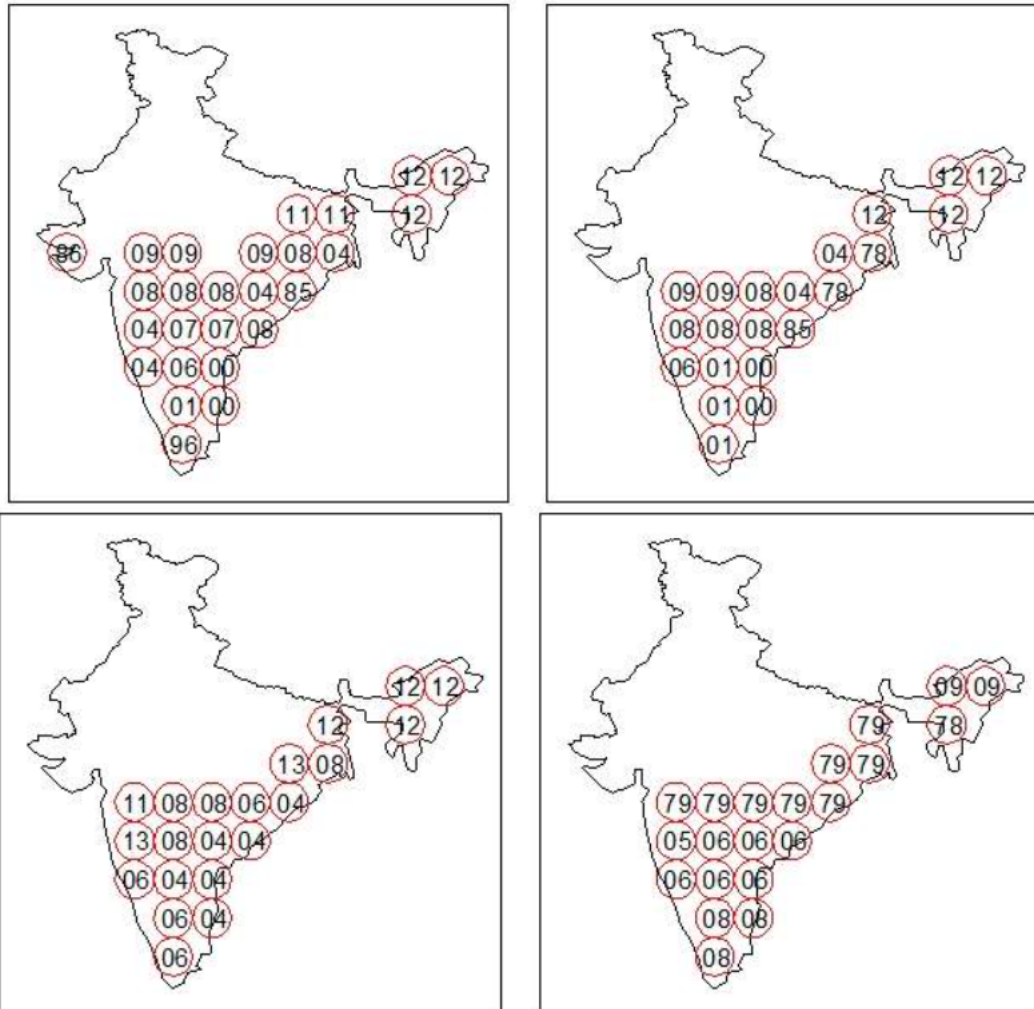 12 12
11 11 12
86 09 09 09 08 04
08 08 08 04 85
04 07 07 08
04 06 00
01 00
96
12 12
12 12
04 78
09 09 08 04 78
08 08 08 85
06 01 00
01 00
01
12 12
12 12
13 08
11 08 08 06 04
13 08 04 04
06 04 04
06 04
06
09 09
79 78
79 79
79 79 79 79 79
05 06 06 06
06 06 06
08 08
08